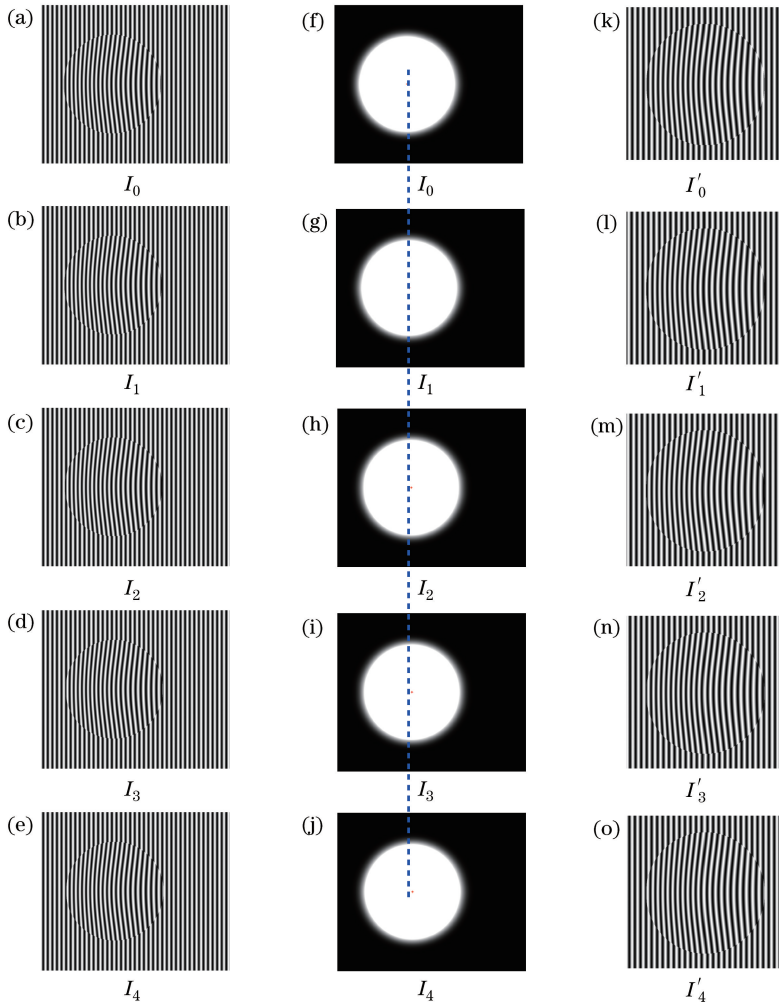 (a) (f) (k)
I₀ I₀ I′₀
(b) (g) (l)
I₁ I₁ I′₁
(c) (h) (m)
I₂ I₂ I′₂
(d) (i) (n)
I₃ I₃ I′₃
(e) (j) (o)
I₄ I₄ I′₄